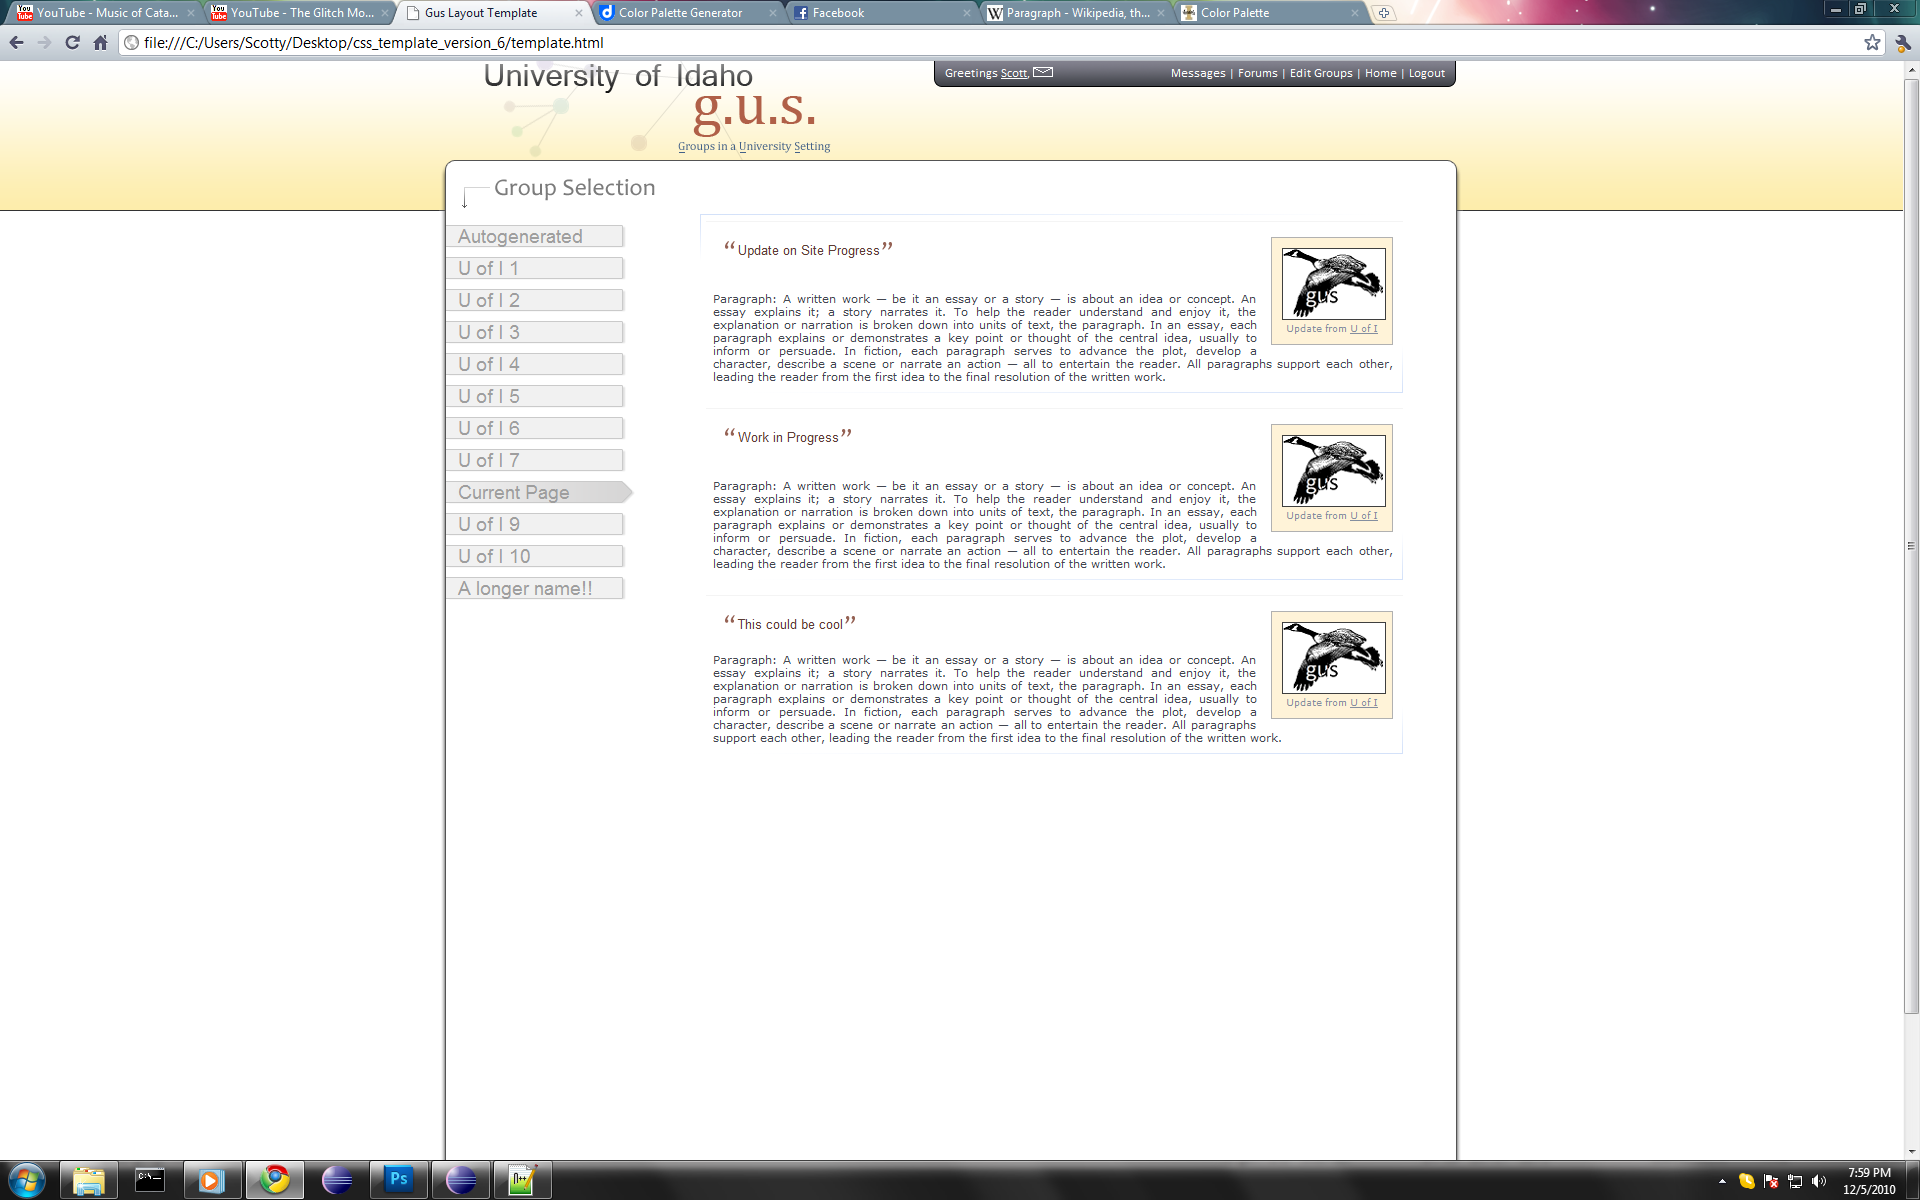 YouTube - Music of Cata...
YouTube - The Glitch Mo...
Gus Layout Template
Color Palette Generator
Facebook
Paragraph - Wikipedia, th...
Color Palette
file:///C:/Users/Scotty/Desktop/css_template_version_6/template.html
University of Idaho
g.u.s.
Groups in a University Setting
Greetings Scott,
Messages | Forums | Edit Groups | Home | Logout
Group Selection
Autogenerated
U of I 1
U of I 2
U of I 3
U of I 4
U of I 5
U of I 6
U of I 7
Current Page
U of I 9
U of I 10
A longer name!!
“Update on Site Progress”
Paragraph: A written work — be it an essay or a story — is about an idea or concept. An
essay explains it; a story narrates it. To help the reader understand and enjoy it, the
explanation or narration is broken down into units of text, the paragraph. In an essay, each
paragraph explains or demonstrates a key point or thought of the central idea, usually to
inform or persuade. In fiction, each paragraph serves to advance the plot, develop a
character, describe a scene or narrate an action — all to entertain the reader. All paragraphs support each other,
leading the reader from the first idea to the final resolution of the written work.
gus
Update from U of I
“Work in Progress”
Paragraph: A written work — be it an essay or a story — is about an idea or concept. An
essay explains it; a story narrates it. To help the reader understand and enjoy it, the
explanation or narration is broken down into units of text, the paragraph. In an essay, each
paragraph explains or demonstrates a key point or thought of the central idea, usually to
inform or persuade. In fiction, each paragraph serves to advance the plot, develop a
character, describe a scene or narrate an action — all to entertain the reader. All paragraphs support each other,
leading the reader from the first idea to the final resolution of the written work.
gus
Update from U of I
“This could be cool”
Paragraph: A written work — be it an essay or a story — is about an idea or concept. An
essay explains it; a story narrates it. To help the reader understand and enjoy it, the
explanation or narration is broken down into units of text, the paragraph. In an essay, each
paragraph explains or demonstrates a key point or thought of the central idea, usually to
inform or persuade. In fiction, each paragraph serves to advance the plot, develop a
character, describe a scene or narrate an action — all to entertain the reader. All paragraphs
support each other, leading the reader from the first idea to the final resolution of the written work.
gus
Update from U of I
Ps
7:59 PM
12/5/2010